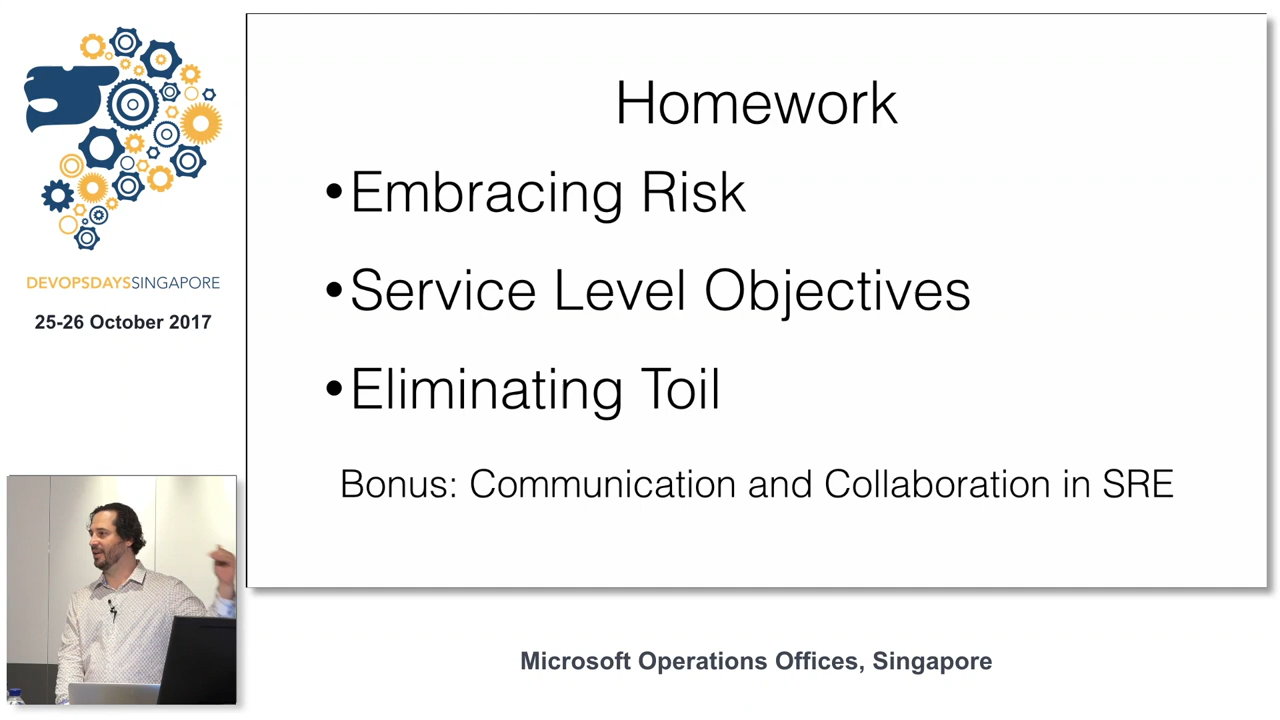 DEVOPSDAYSSINGAPORE
25-26 October 2017
Homework
•Embracing Risk
•Service Level Objectives
•Eliminating Toil
Bonus: Communication and Collaboration in SRE
Microsoft Operations Offices, Singapore